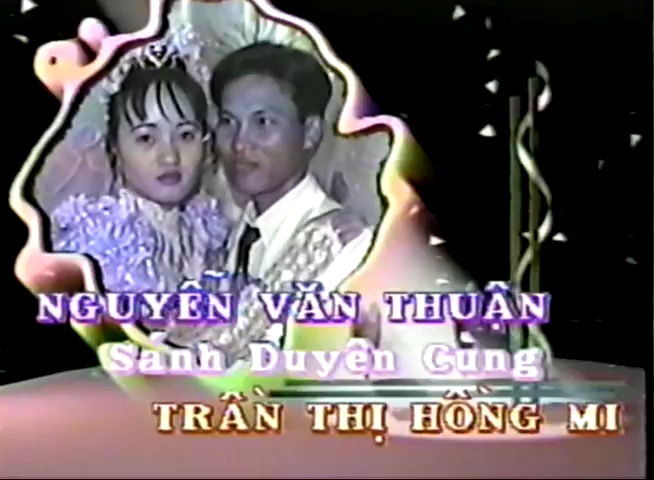 NGUYỄN VĂN THUẬN
Sánh Duyên Cùng
TRẦN THỊ HỒNG MI